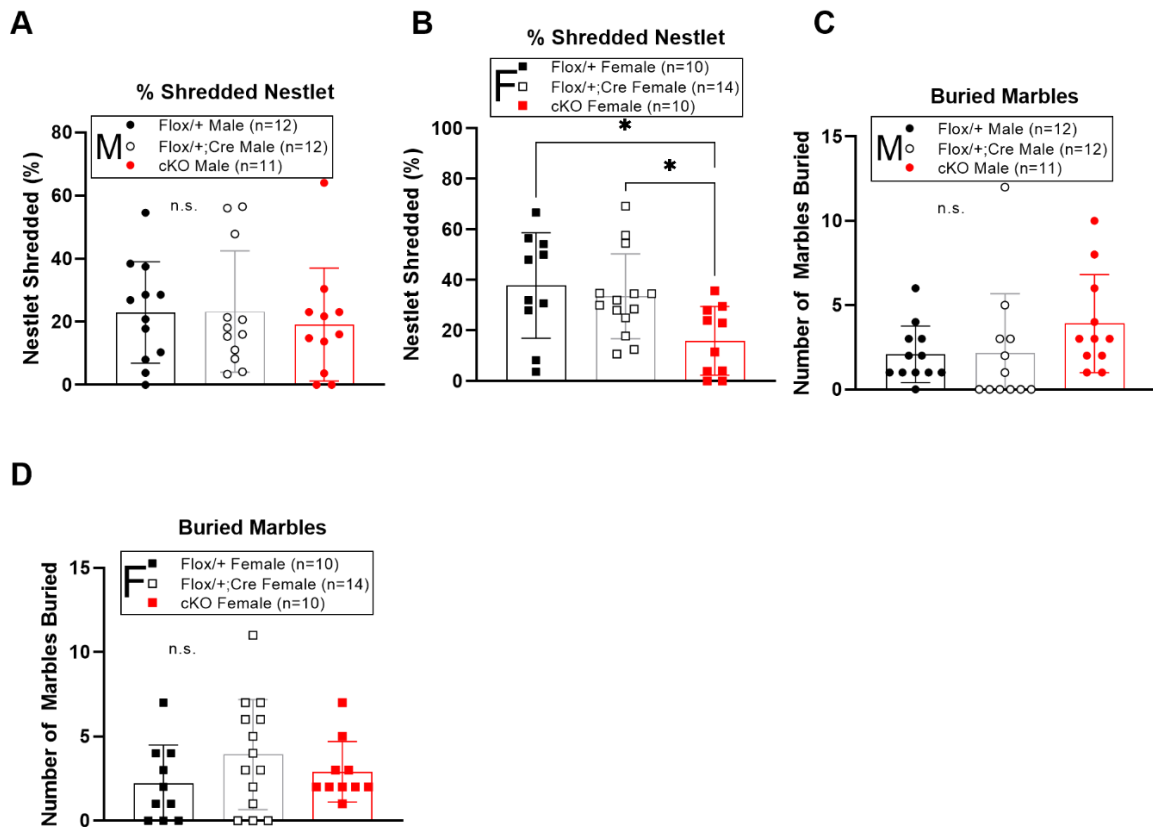 A
% Shredded Nestlet
M
Flox/+ Male (n=12)
Flox/+;Cre Male (n=12)
cKO Male (n=11)
n.s.
Nestlet Shredded (%)
80
60
40
20
0
B
% Shredded Nestlet
F
Flox/+ Female (n=10)
Flox/+;Cre Female (n=14)
cKO Female (n=10)
*
*
Nestlet Shredded (%)
100
80
60
40
20
0
C
Buried Marbles
M
Flox/+ Male (n=12)
Flox/+;Cre Male (n=12)
cKO Male (n=11)
n.s.
Number of Marbles Buried
15
10
5
0
D
Buried Marbles
F
Flox/+ Female (n=10)
Flox/+;Cre Female (n=14)
cKO Female (n=10)
n.s.
Number of Marbles Buried
15
10
5
0